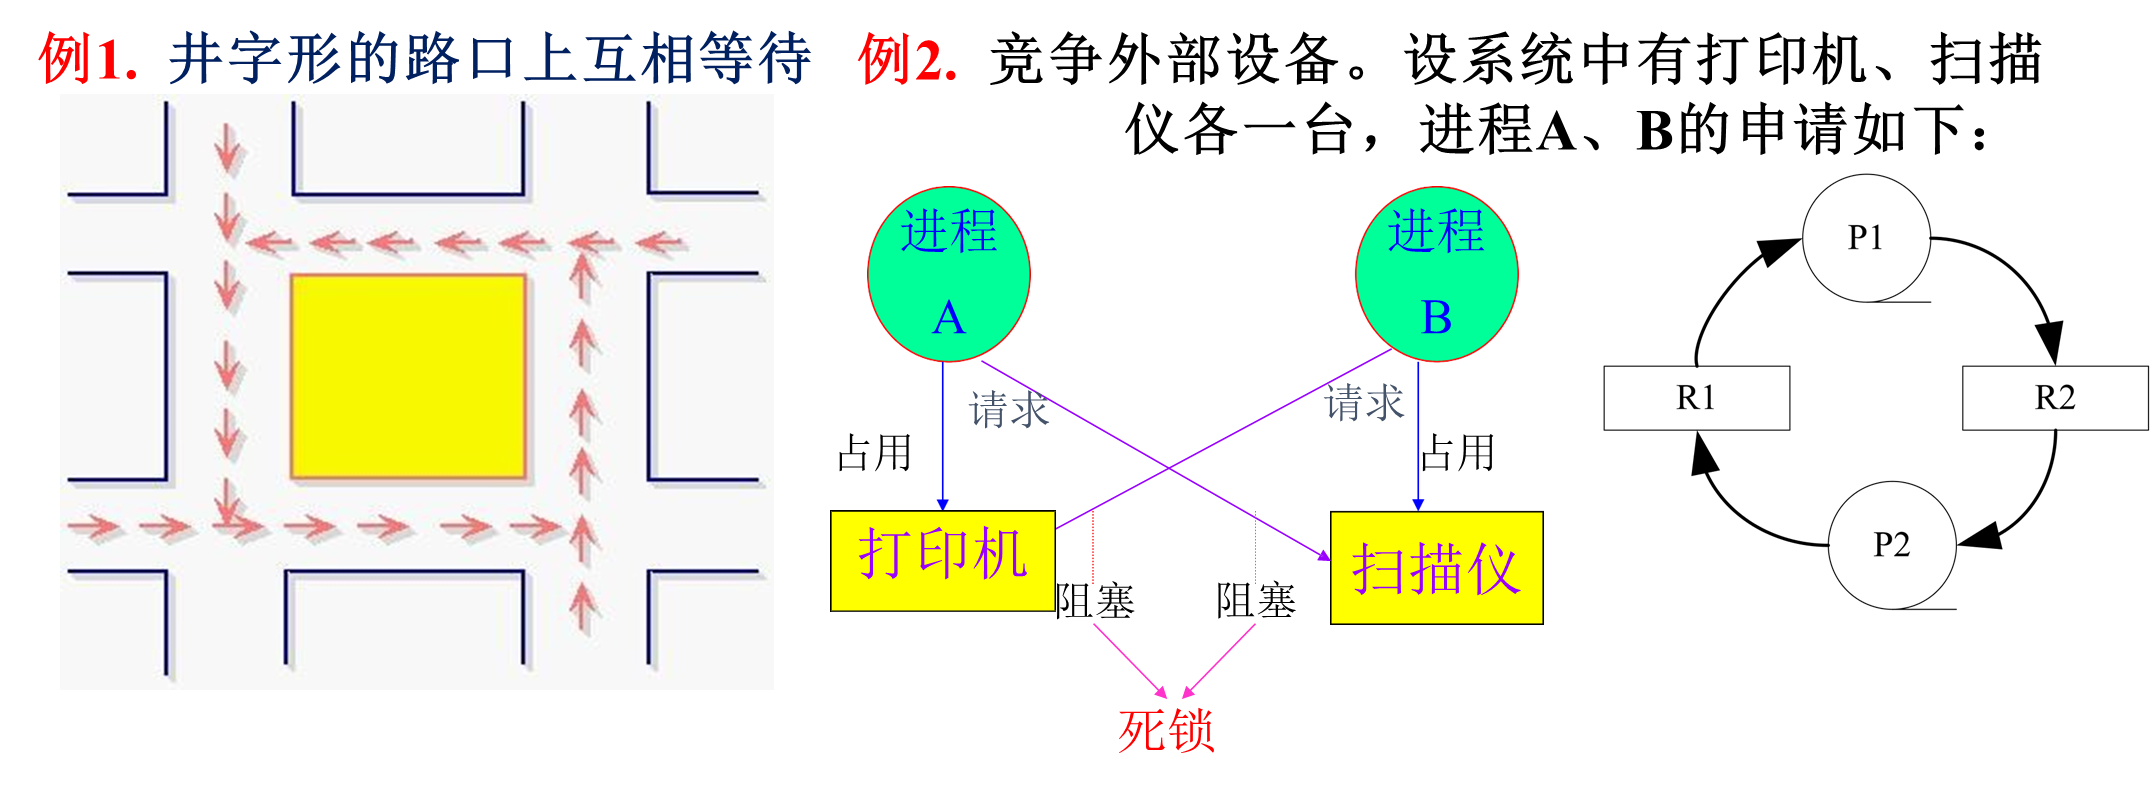 例1. 井字形的路口上互相等待
例2. 竞争外部设备。设系统中有打印机、扫描
仪各一台，进程A、B的申请如下：
进程
A
进程
B
请求
请求
占用
占用
打印机
扫描仪
阻塞
阻塞
死锁
P1
R1
R2
P2